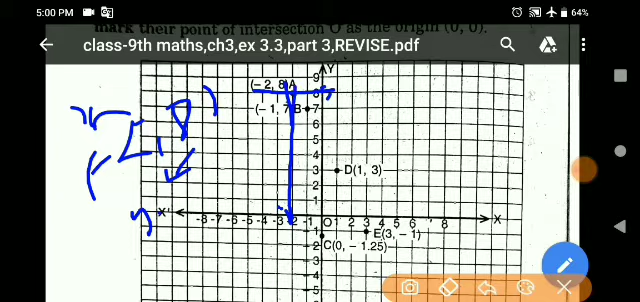 5:00 PM 64%
mark their point of intersection O as the origin (0, 0).
class-9th maths,ch3,ex 3.3,part 3,REVISE.pdf
Y
9
(– 2, 8)A 8
(– 1, 7)B 7
6
5
4
3 D(1, 3)
2
1
X' -8 -7 -6 -5 -4 -3 -2 -1 O 1 2 3 4 5 6 7 8 X
–1 E(3, – 1)
–2 C(0, – 1.25)
–3
–4
–5